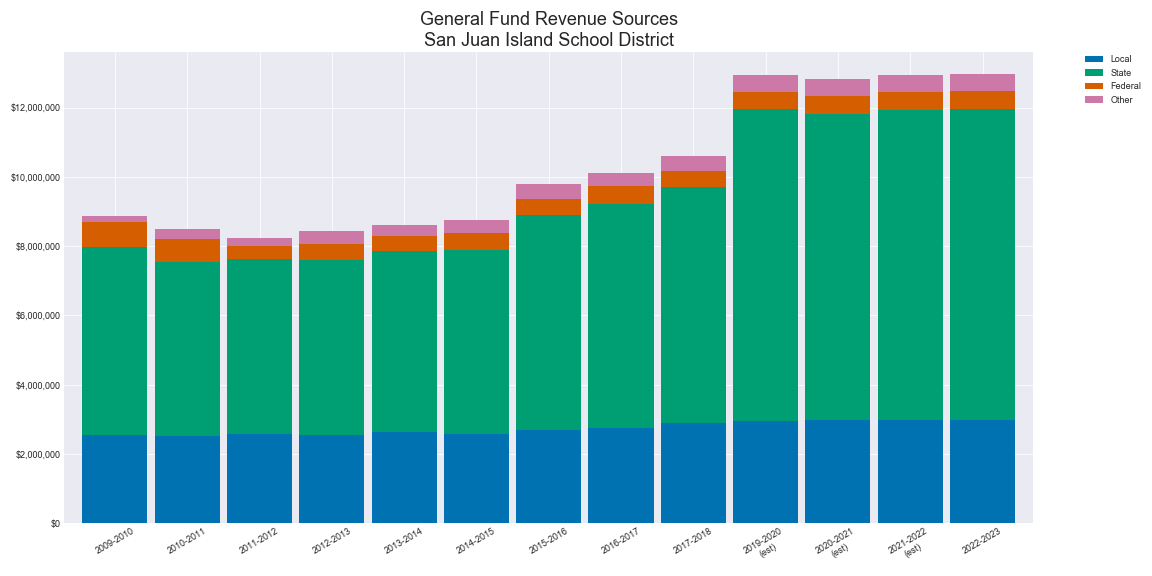 General Fund Revenue Sources
San Juan Island School District
Local
State
Federal
Other
$12,000,000
$10,000,000
$8,000,000
$6,000,000
$4,000,000
$2,000,000
$0
2009-2010
2010-2011
2011-2012
2012-2013
2013-2014
2014-2015
2015-2016
2016-2017
2017-2018
2019-2020
(est)
2020-2021
(est)
2021-2022
(est)
2022-2023